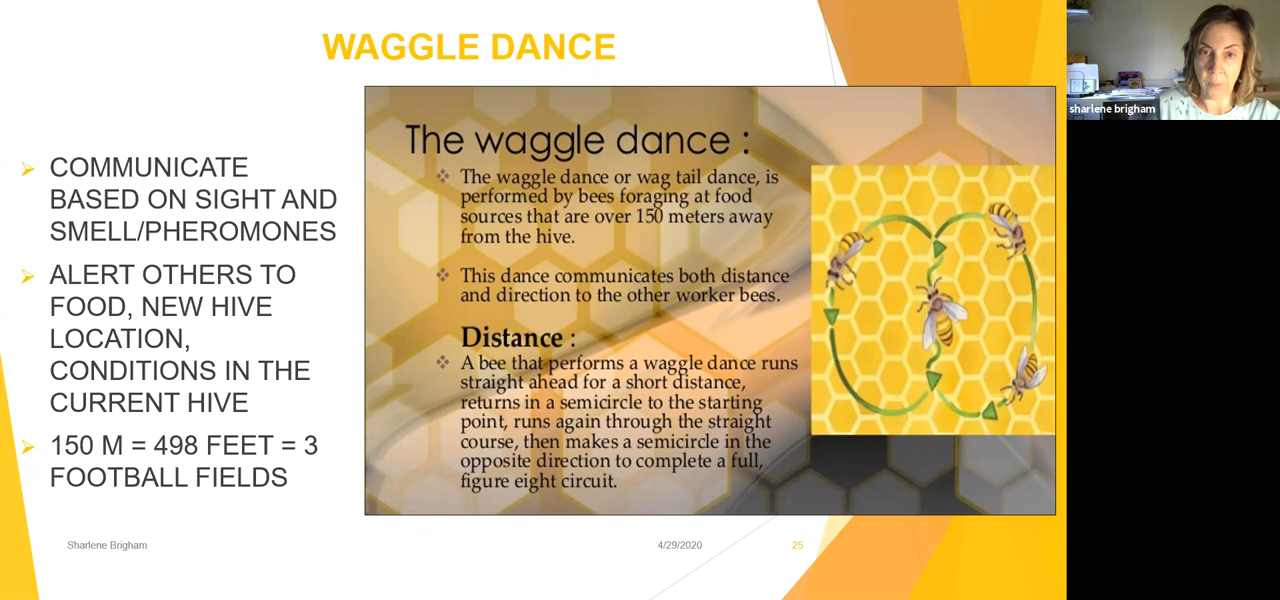 WAGGLE DANCE
➢ COMMUNICATE
BASED ON SIGHT AND
SMELL/PHEROMONES
➢ ALERT OTHERS TO
FOOD, NEW HIVE
LOCATION,
CONDITIONS IN THE
CURRENT HIVE
➢ 150 M = 498 FEET = 3
FOOTBALL FIELDS
The waggle dance :
❖ The waggle dance or wag tail dance, is
performed by bees foraging at food
sources that are over 150 meters away
from the hive.
❖ This dance communicates both distance
and direction to the other worker bees.
Distance :
❖ A bee that performs a waggle dance runs
straight ahead for a short distance,
returns in a semicircle to the starting
point, runs again through the straight
course, then makes a semicircle in the
opposite direction to complete a full,
figure eight circuit.
Sharlene Brigham
4/29/2020
25
sharlene brigham